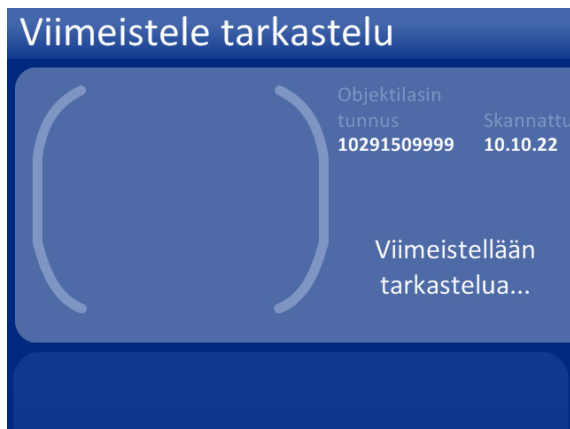 Viimeistele tarkastelu
Objektilasin
tunnus
Skannattu
10291509999
10.10.22
Viimeistellään
tarkastelua...